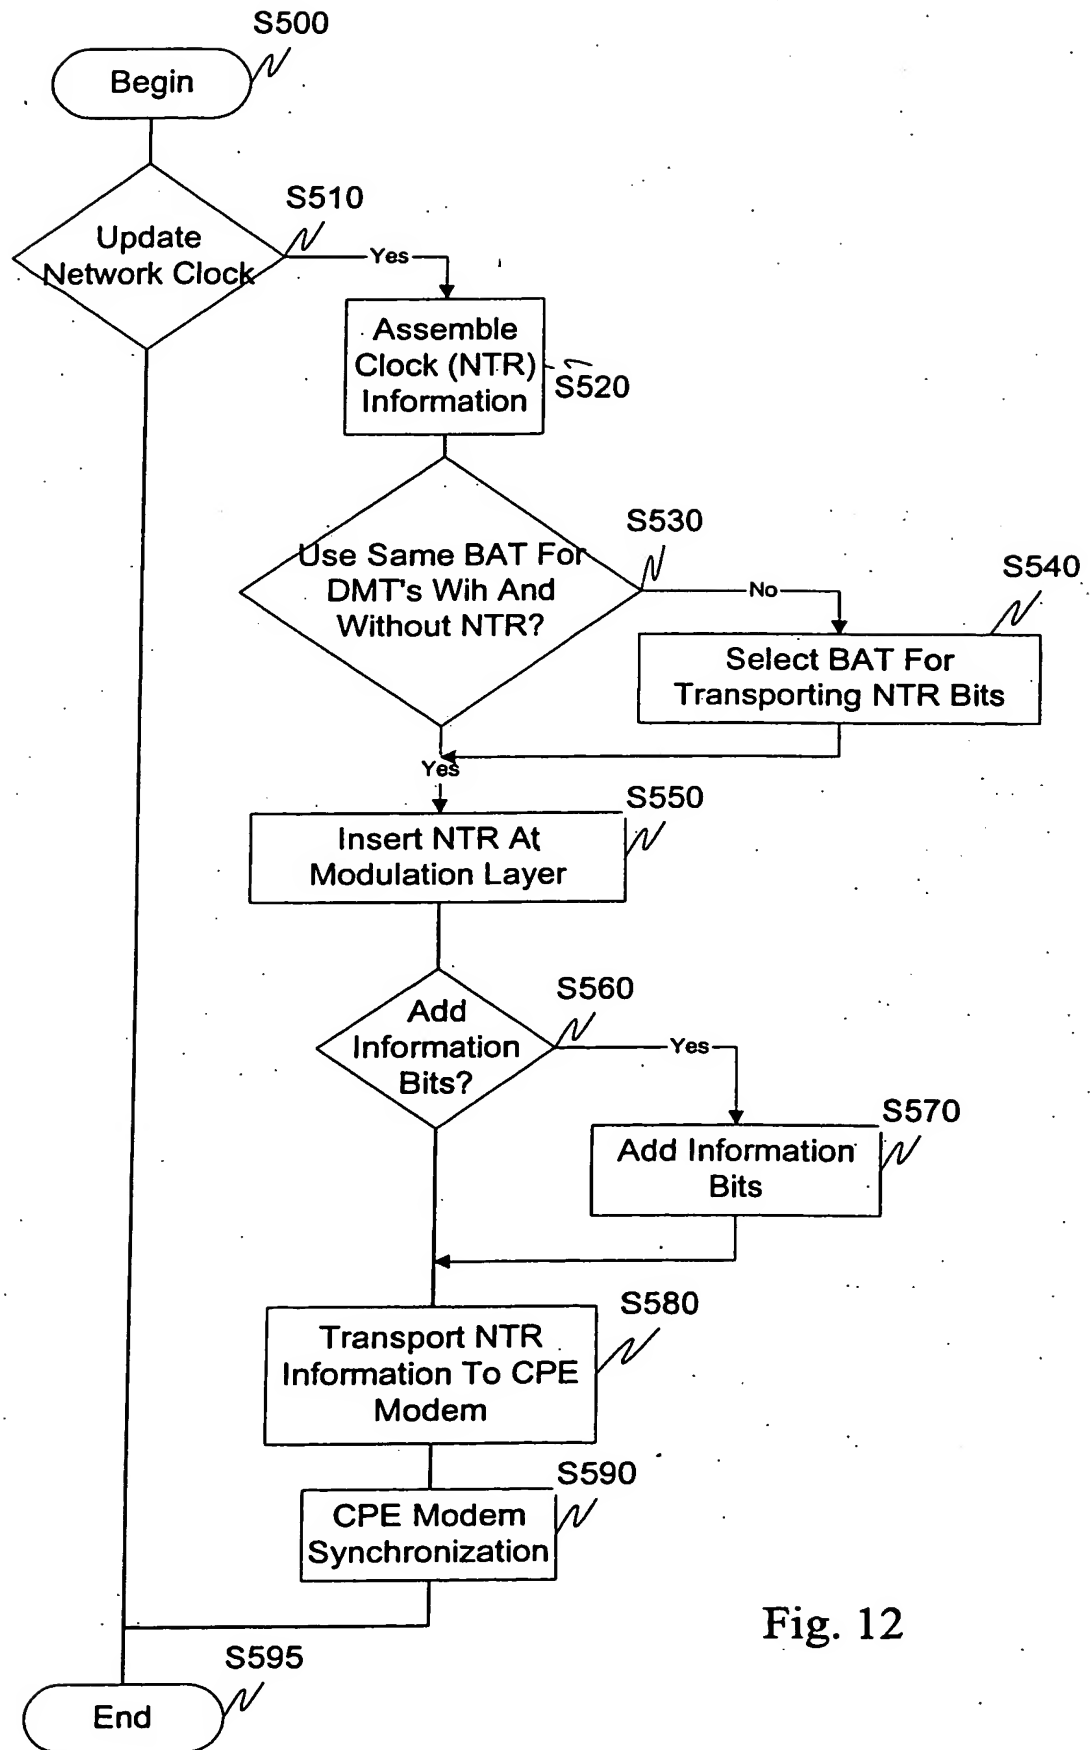 S500
Begin
S510
Update
Network Clock
Yes
Assemble
Clock (NTR)
Information
S520
S530
Use Same BAT For
DMT's Wih And
Without NTR?
No
S540
Select BAT For
Transporting NTR Bits
Yes
S550
Insert NTR At
Modulation Layer
S560
Add
Information
Bits?
Yes
S570
Add Information
Bits
S580
Transport NTR
Information To CPE
Modem
S590
CPE Modem
Synchronization
Fig. 12
S595
End